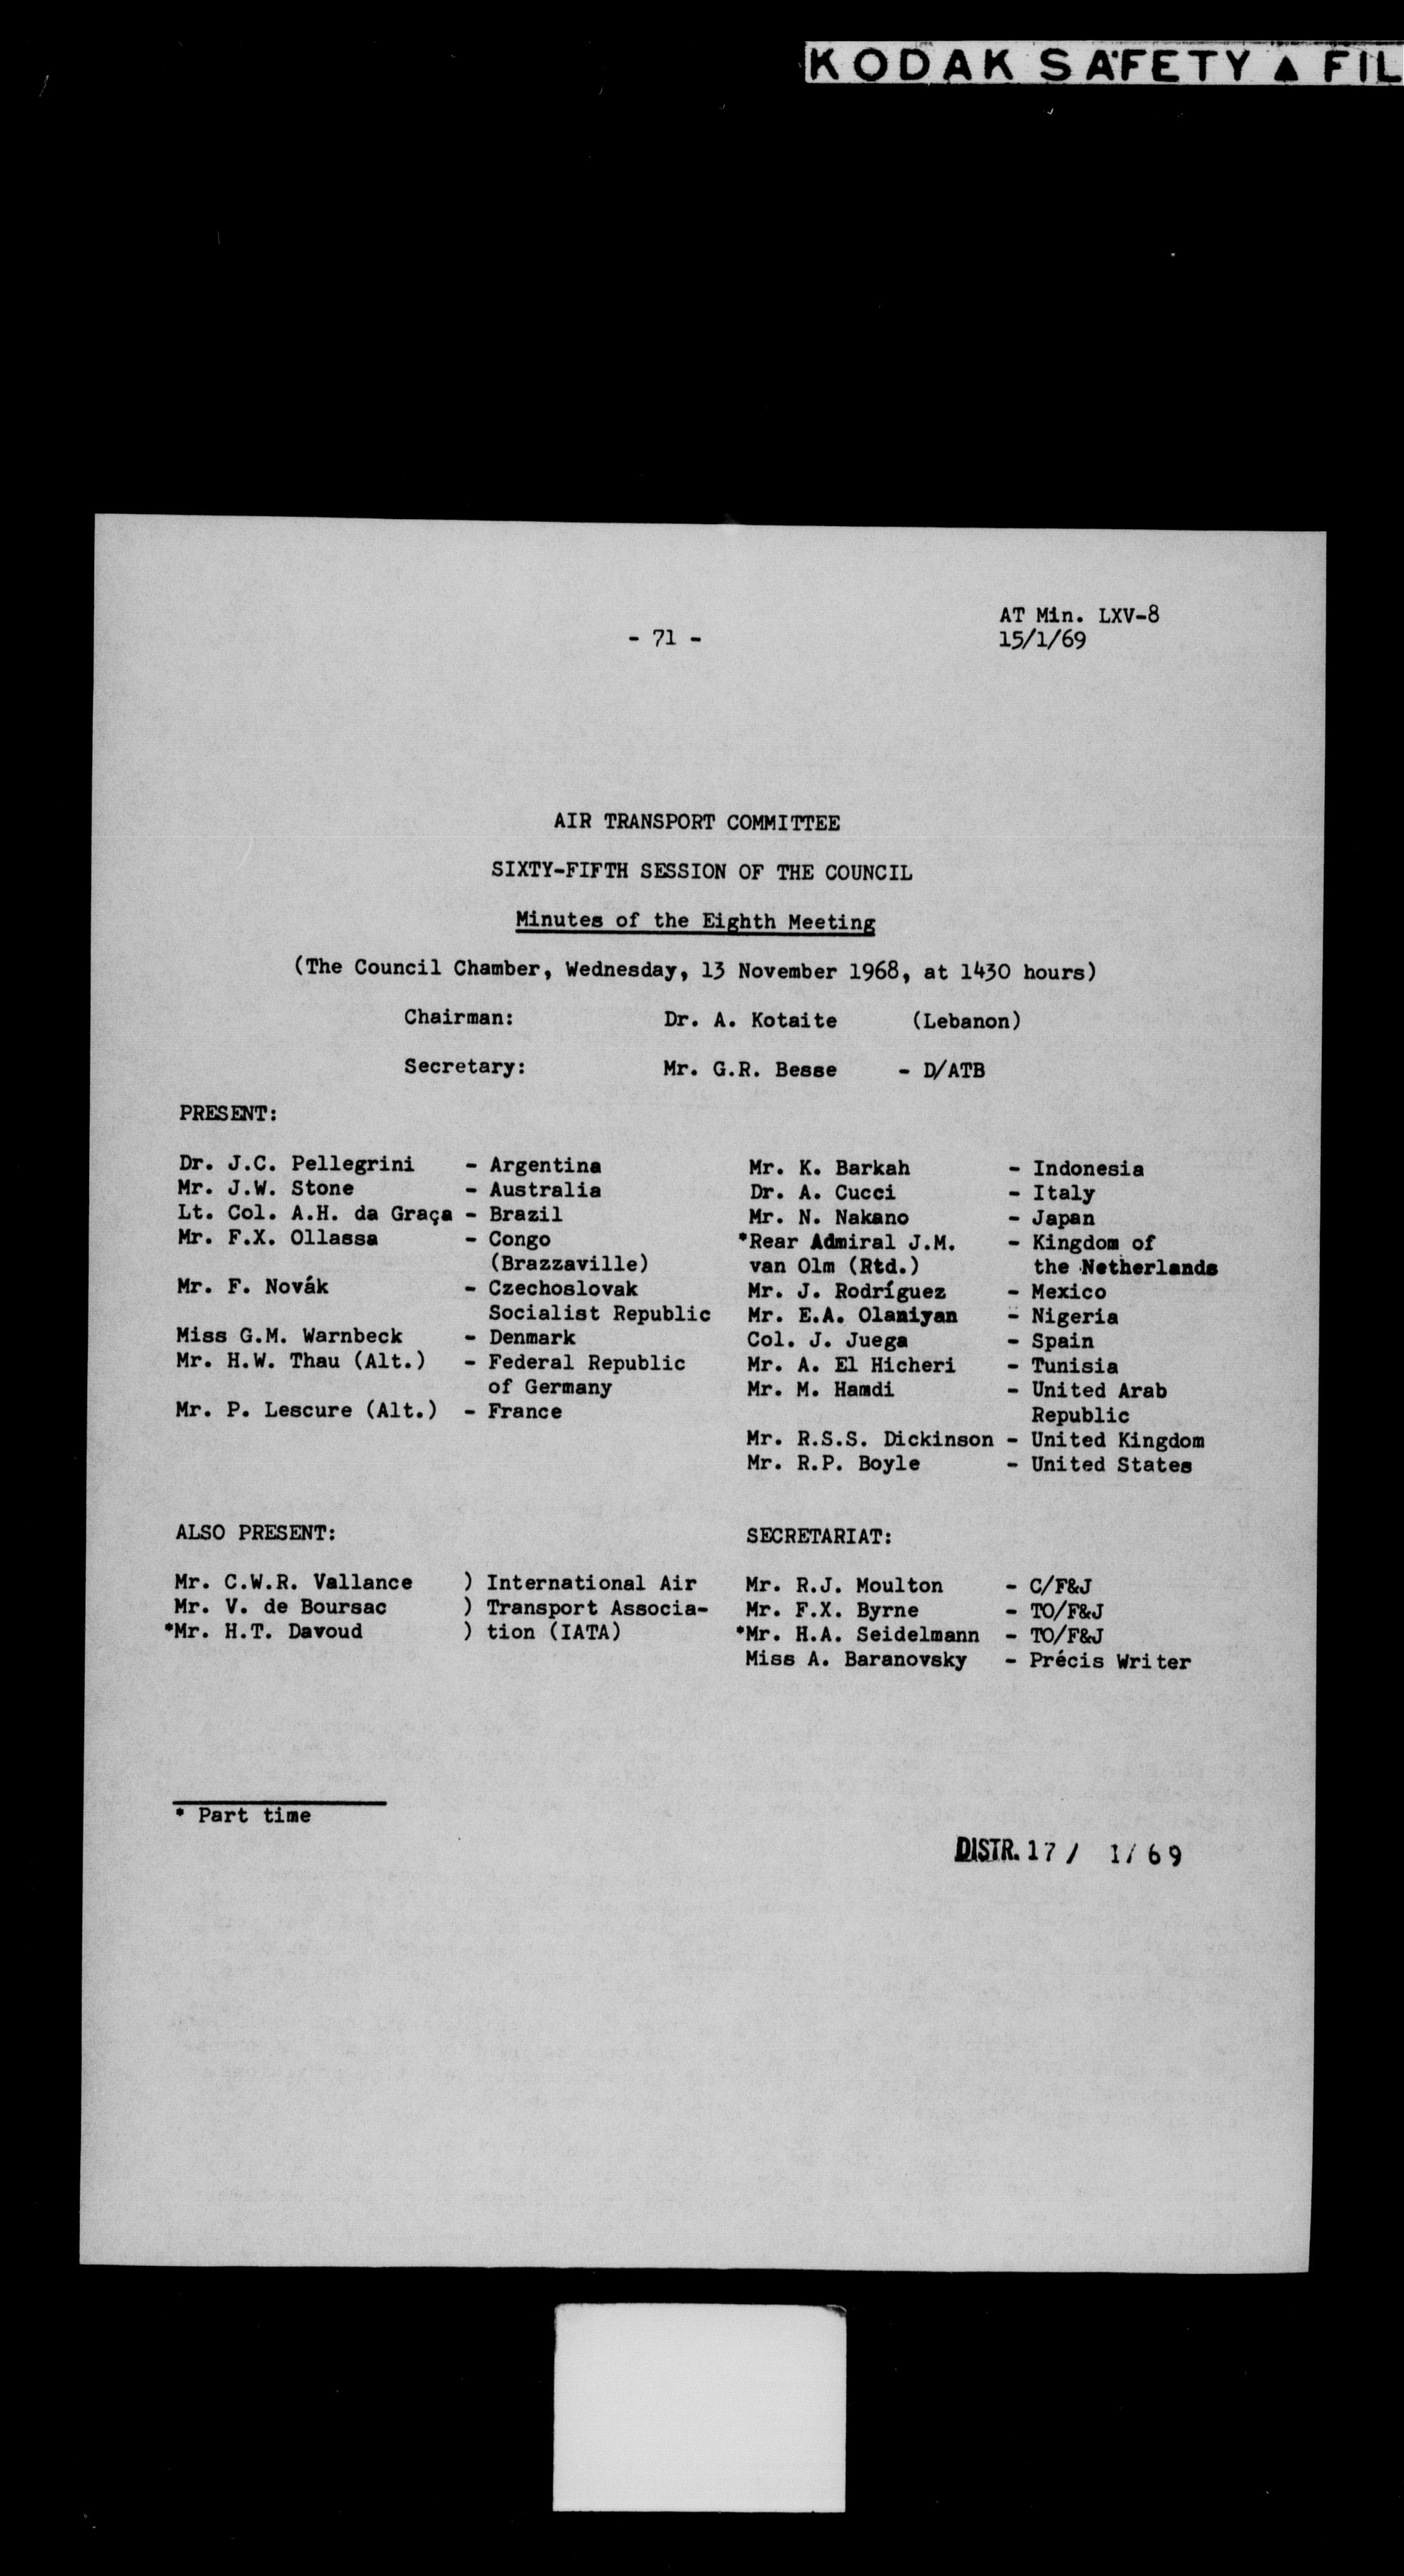 KODAK SAFETY ▲ FIL
AT Min. LXV-8
- 71 -
15/1/69
AIR TRANSPORT COMMITTEE
SIXTY-FIFTH SESSION OF THE COUNCIL
Minutes of the Eighth Meeting
(The Council Chamber, Wednesday, 13 November 1968, at 1430 hours)
Chairman: Dr. A. Kotaite (Lebanon)
Secretary: Mr. G.R. Besse - D/ATB
PRESENT:
Dr. J.C. Pellegrini - Argentina
Mr. J.W. Stone - Australia
Lt. Col. A.H. da Graça - Brazil
Mr. F.X. Ollassa - Congo
(Brazzaville)
Mr. F. Novák - Czechoslovak
Socialist Republic
Miss G.M. Warnbeck - Denmark
Mr. H.W. Thau (Alt.) - Federal Republic
of Germany
Mr. P. Lescure (Alt.) - France
Mr. K. Barkah - Indonesia
Dr. A. Cucci - Italy
Mr. N. Nakano - Japan
*Rear Admiral J.M. - Kingdom of
van Olm (Rtd.) the Netherlands
Mr. J. Rodríguez - Mexico
Mr. E.A. Olaniyan - Nigeria
Col. J. Juega - Spain
Mr. A. El Hicheri - Tunisia
Mr. M. Hamdi - United Arab
Republic
Mr. R.S.S. Dickinson - United Kingdom
Mr. R.P. Boyle - United States
ALSO PRESENT:
Mr. C.W.R. Vallance ) International Air
Mr. V. de Boursac ) Transport Associa-
*Mr. H.T. Davoud ) tion (IATA)
SECRETARIAT:
Mr. R.J. Moulton - C/F&J
Mr. F.X. Byrne - TO/F&J
*Mr. H.A. Seidelmann - TO/F&J
Miss A. Baranovsky - Précis Writer
* Part time
DISTR. 17 / 1/ 69